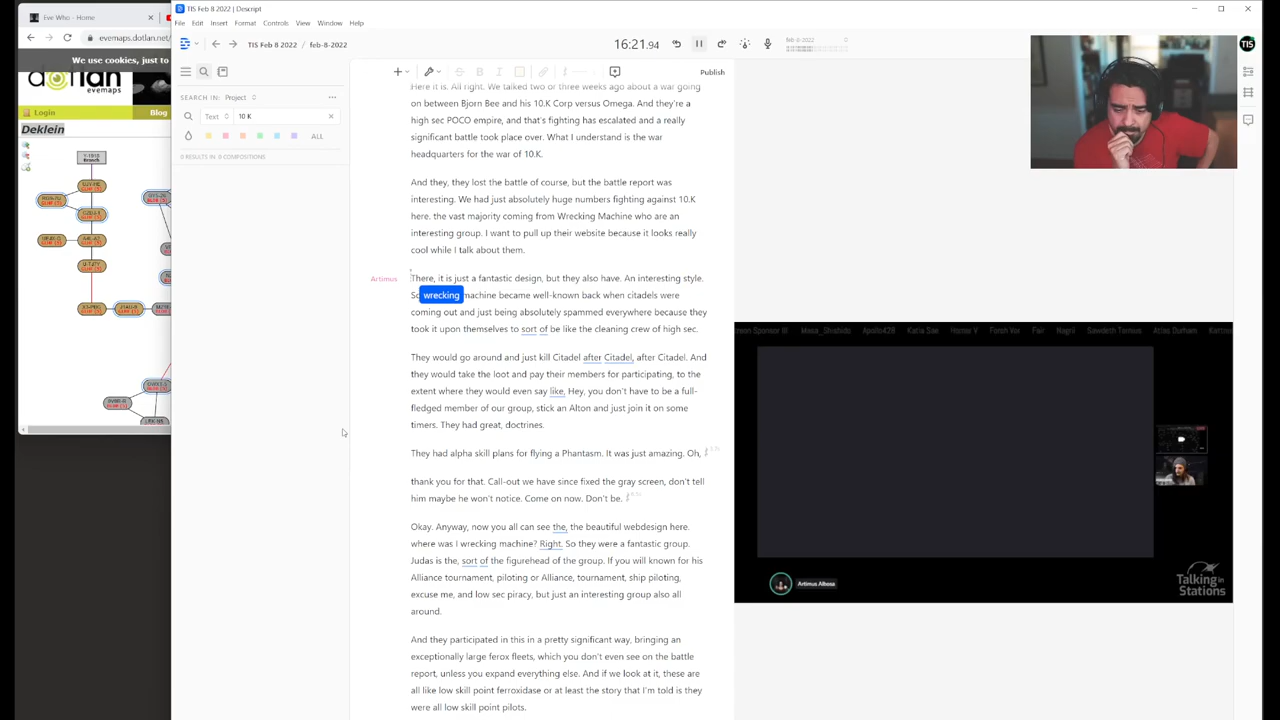 Eve Who - Home
TIS Feb 8 2022 | Descript
File Edit Insert Format Controls View Window Help
evemaps.dotlan.net/
TIS Feb 8 2022 / feb-8-2022
16:21.94
feb-8-2022
TIS
We use cookies, just to
dotlan
evemaps
Login
Blog
Deklein
SEARCH IN: Project
Text
10 K
ALL
0 RESULTS IN 0 COMPOSITIONS
Publish
Here it is. All right. We talked two or three weeks ago about a war going
on between Bjorn Bee and his 10.K Corp versus Omega. And they're a
high sec POCO empire, and that's fighting has escalated and a really
significant battle took place over. What I understand is the war
headquarters for the war of 10.K.
And they, they lost the battle of course, but the battle report was
interesting. We had just absolutely huge numbers fighting against 10.K
here. the vast majority coming from Wrecking Machine who are an
interesting group. I want to pull up their website because it looks really
cool while I talk about them.
Artimus
There, it is just a fantastic design, but they also have. An interesting style.
So wrecking machine became well-known back when citadels were
coming out and just being absolutely spammed everywhere because they
took it upon themselves to sort of be like the cleaning crew of high sec.
They would go around and just kill Citadel after Citadel, after Citadel. And
they would take the loot and pay their members for participating, to the
extent where they would even say like, Hey, you don't have to be a full-
fledged member of our group, stick an Alton and just join it on some
timers. They had great, doctrines.
They had alpha skill plans for flying a Phantasm. It was just amazing. Oh,
thank you for that. Call-out we have since fixed the gray screen, don't tell
him maybe he won't notice. Come on now. Don't be.
Okay. Anyway, now you all can see the, the beautiful webdesign here.
where was I wrecking machine? Right. So they were a fantastic group.
Judas is the, sort of the figurehead of the group. If you will known for his
Alliance tournament, piloting or Alliance, tournament, ship piloting,
excuse me, and low sec piracy, but just an interesting group also all
around.
And they participated in this in a pretty significant way, bringing an
exceptionally large ferox fleets, which you don't even see on the battle
report, unless you expand everything else. And if we look at it, these are
all like low skill point feroxidase or at least the story that I'm told is they
were all low skill point pilots.
Apollo428 Katia Sae
Artimus Albosa
Talking in
Stations